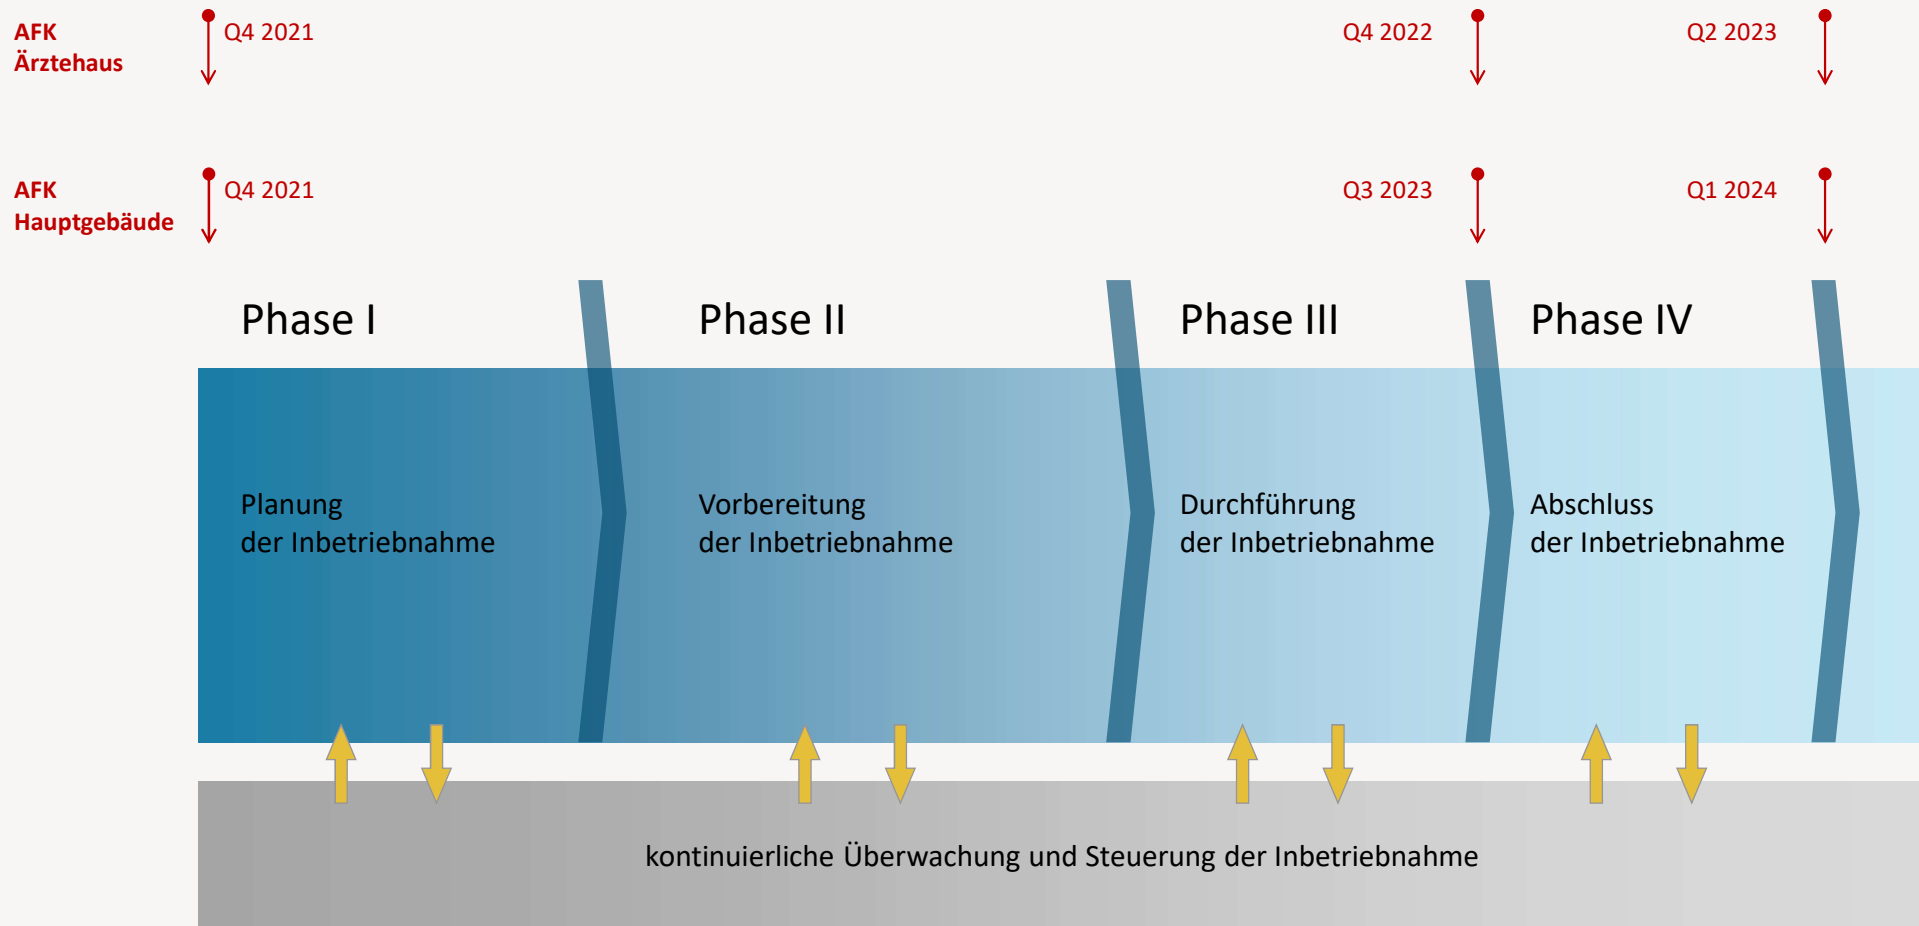 AFK
Ärztehaus
Q4 2021
Q4 2022
Q2 2023
AFK
Hauptgebäude
Q4 2021
Q3 2023
Q1 2024
Phase I
Phase II
Phase III
Phase IV
Planung
der Inbetriebnahme
Vorbereitung
der Inbetriebnahme
Durchführung
der Inbetriebnahme
Abschluss
der Inbetriebnahme
kontinuierliche Überwachung und Steuerung der Inbetriebnahme